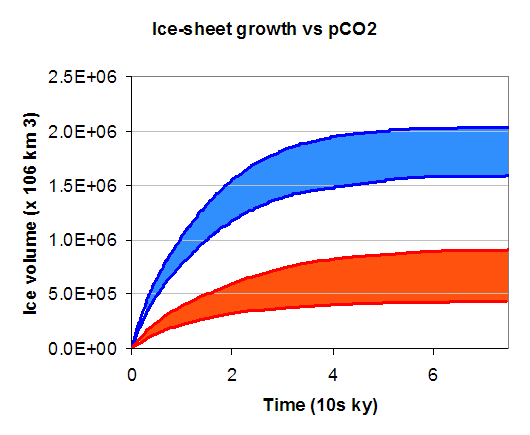 Ice-sheet growth vs pCO2
2.5E+06
2.0E+06
1.5E+06
1.0E+06
5.0E+05
0.0E+00
Ice volume (x 106 km 3)
0 2 4 6
Time (10s ky)